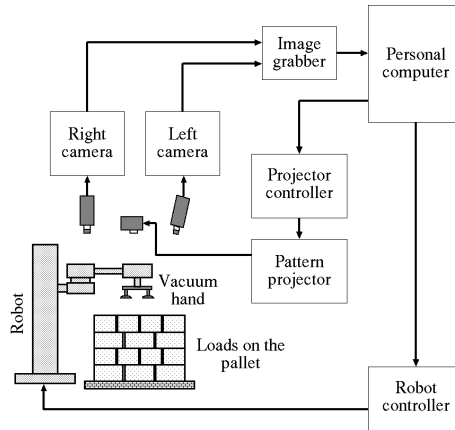 Image
grabber
Personal
computer
Right
camera
Left
camera
Projector
controller
Pattern
projector
Vacuum
hand
Robot
Loads on the
pallet
Robot
controller